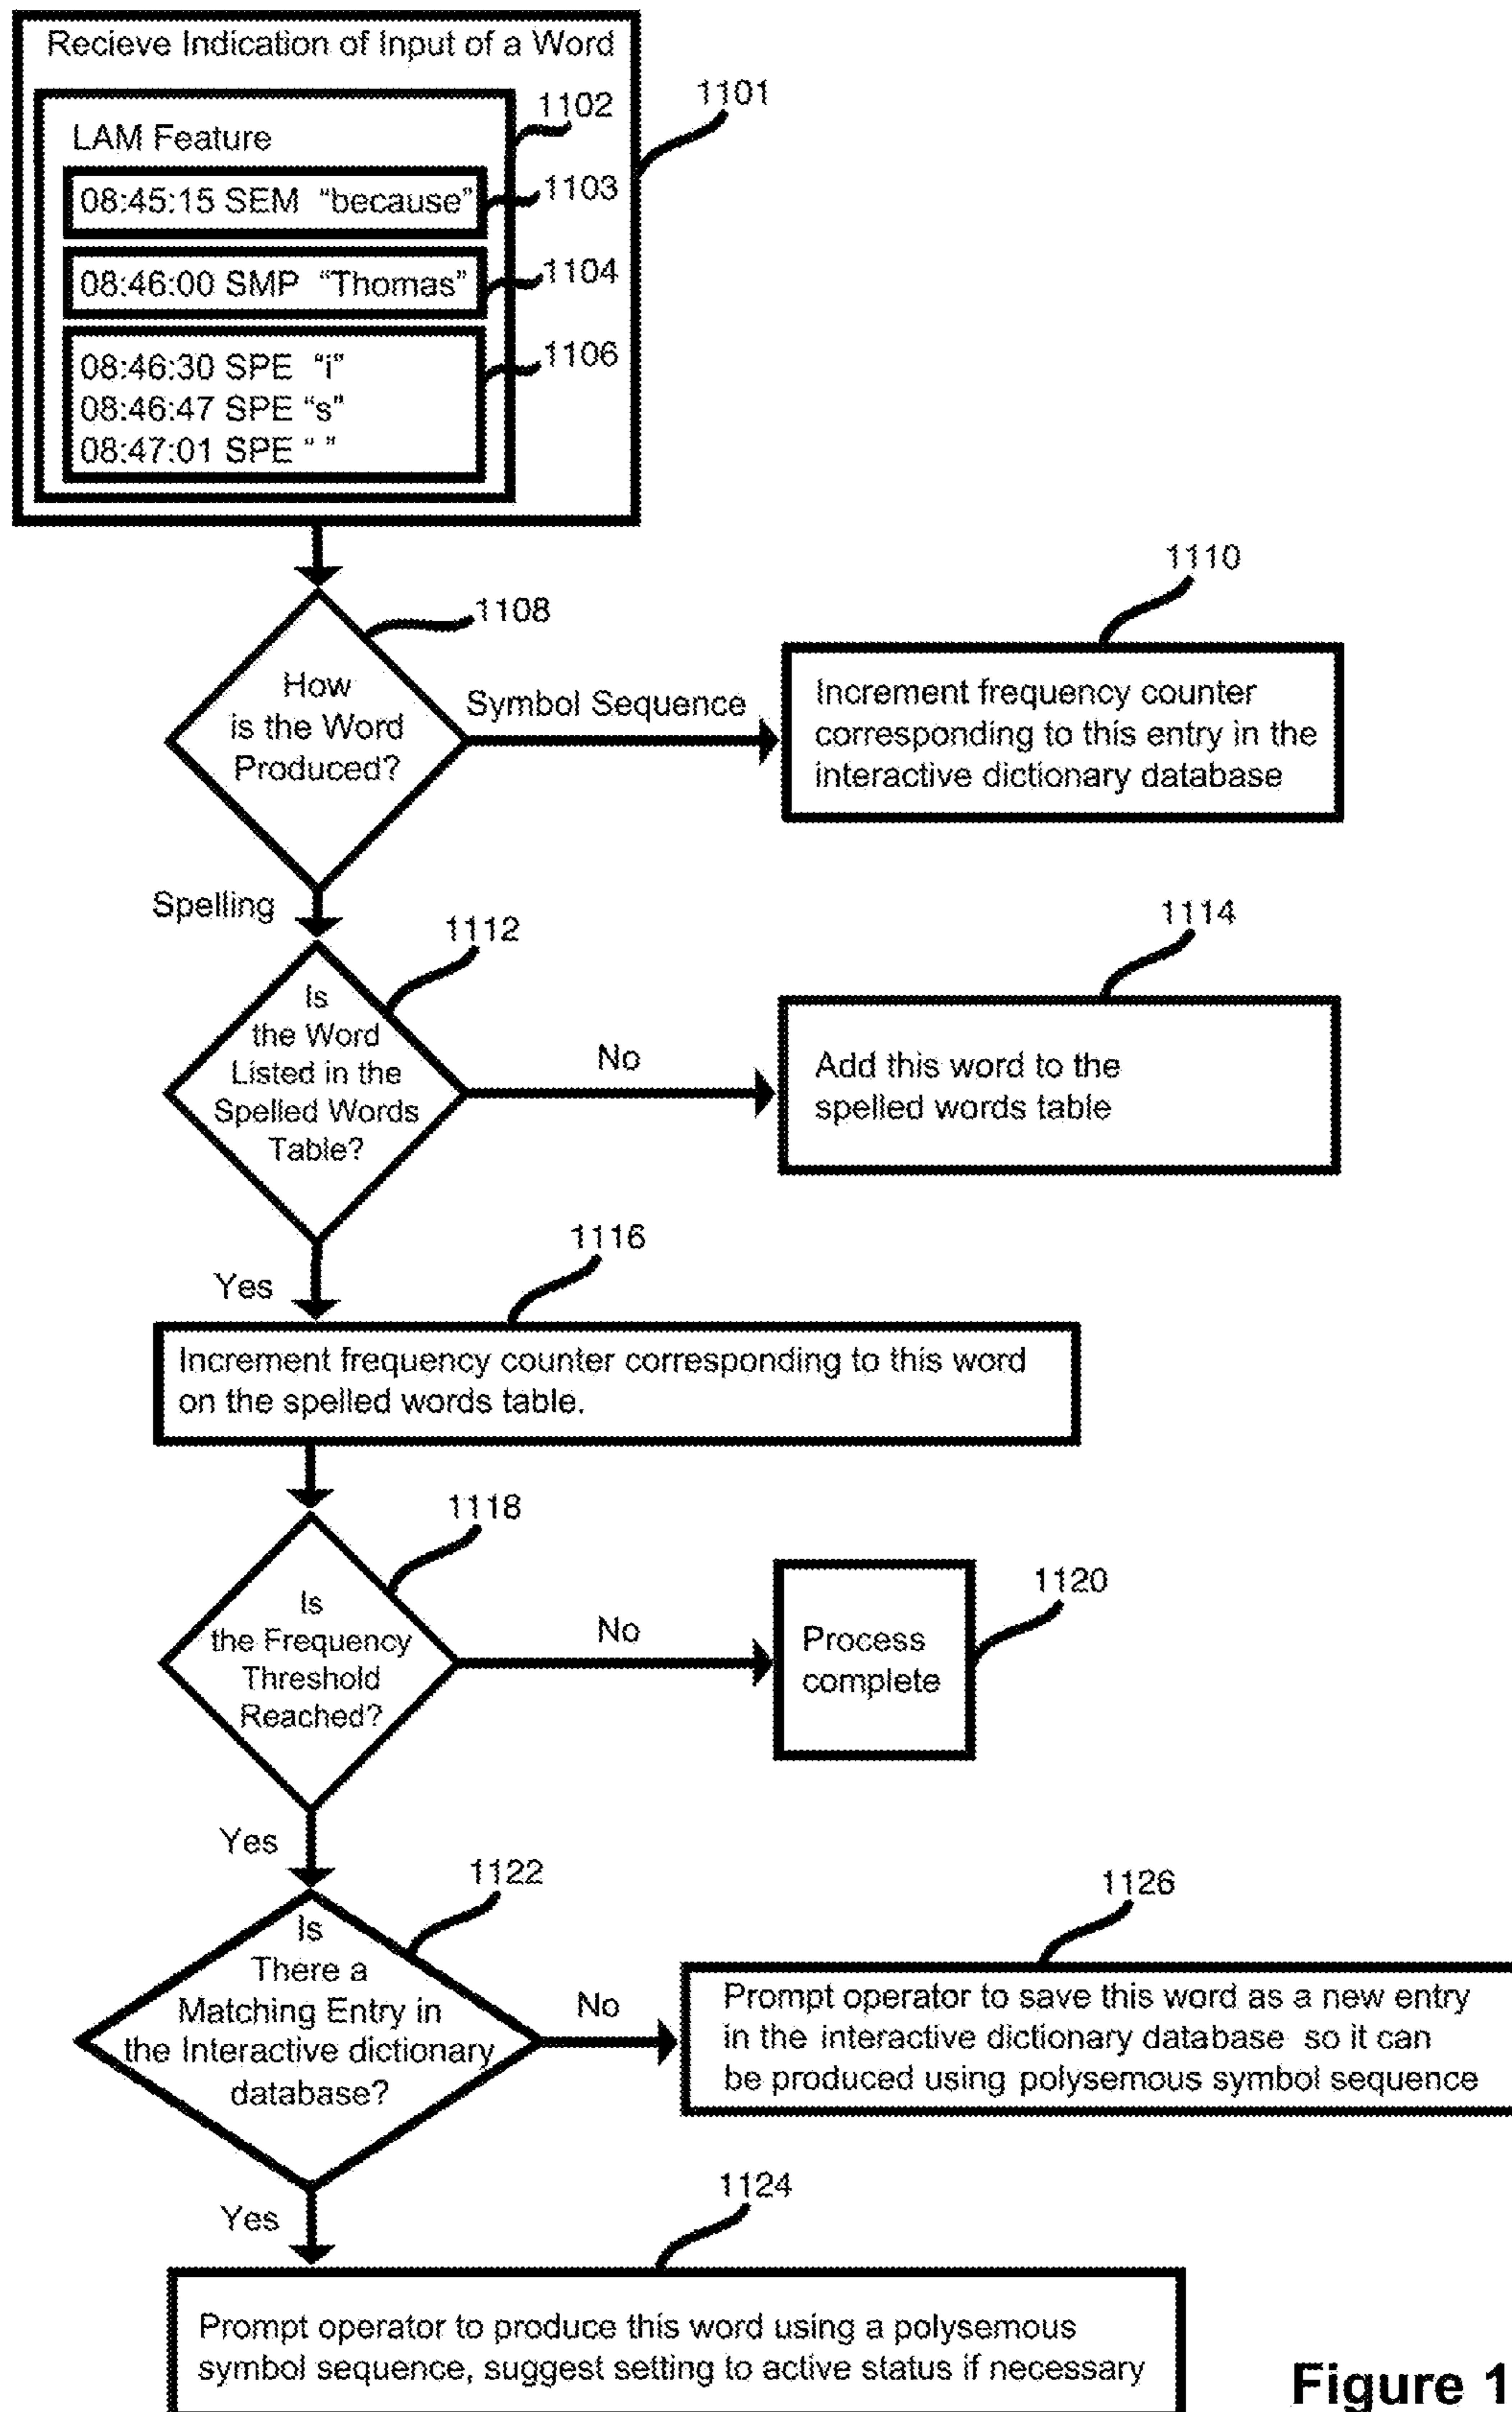 Recieve Indication of Input of a Word
1102
1101
LAM Feature
08:45:15 SEM "because"
1103
08:46:00 SMP "Thomas"
1104
08:46:30 SPE "i"
1106
08:46:47 SPE "s"
08:47:01 SPE " "
1108
1110
How
is the Word
Produced?
Symbol Sequence
Increment frequency counter
corresponding to this entry in the
interactive dictionary database
Spelling
1112
1114
Is
the Word
Listed in the
Spelled Words
Table?
No
Add this word to the
spelled words table
Yes
1116
Increment frequency counter corresponding to this word
on the spelled words table.
1118
Is
the Frequency
Threshold
Reached?
No
1120
Process
complete
Yes
1122
1126
Is
There a
Matching Entry in
the Interactive dictionary
database?
No
Prompt operator to save this word as a new entry
in the interactive dictionary database so it can
be produced using polysemous symbol sequence
Yes
1124
Prompt operator to produce this word using a polysemous
symbol sequence, suggest setting to active status if necessary
Figure 1